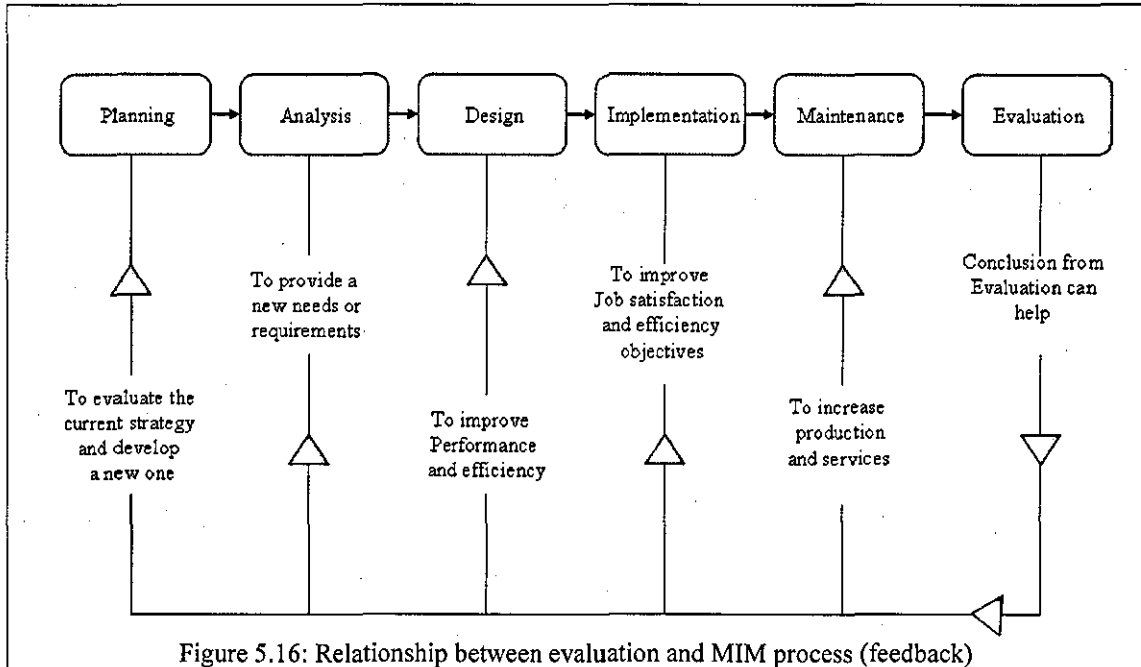 Planning
Analysis
Design
Implementation
Maintenance
Evaluation
To evaluate the
current strategy
and develop
a new one
To provide a
new needs or
requirements
To improve
Performance
and efficiency
To improve
Job satisfaction
and efficiency
objectives
To increase
production
and services
Conclusion from
Evaluation can
help
Figure 5.16: Relationship between evaluation and MIM process (feedback)